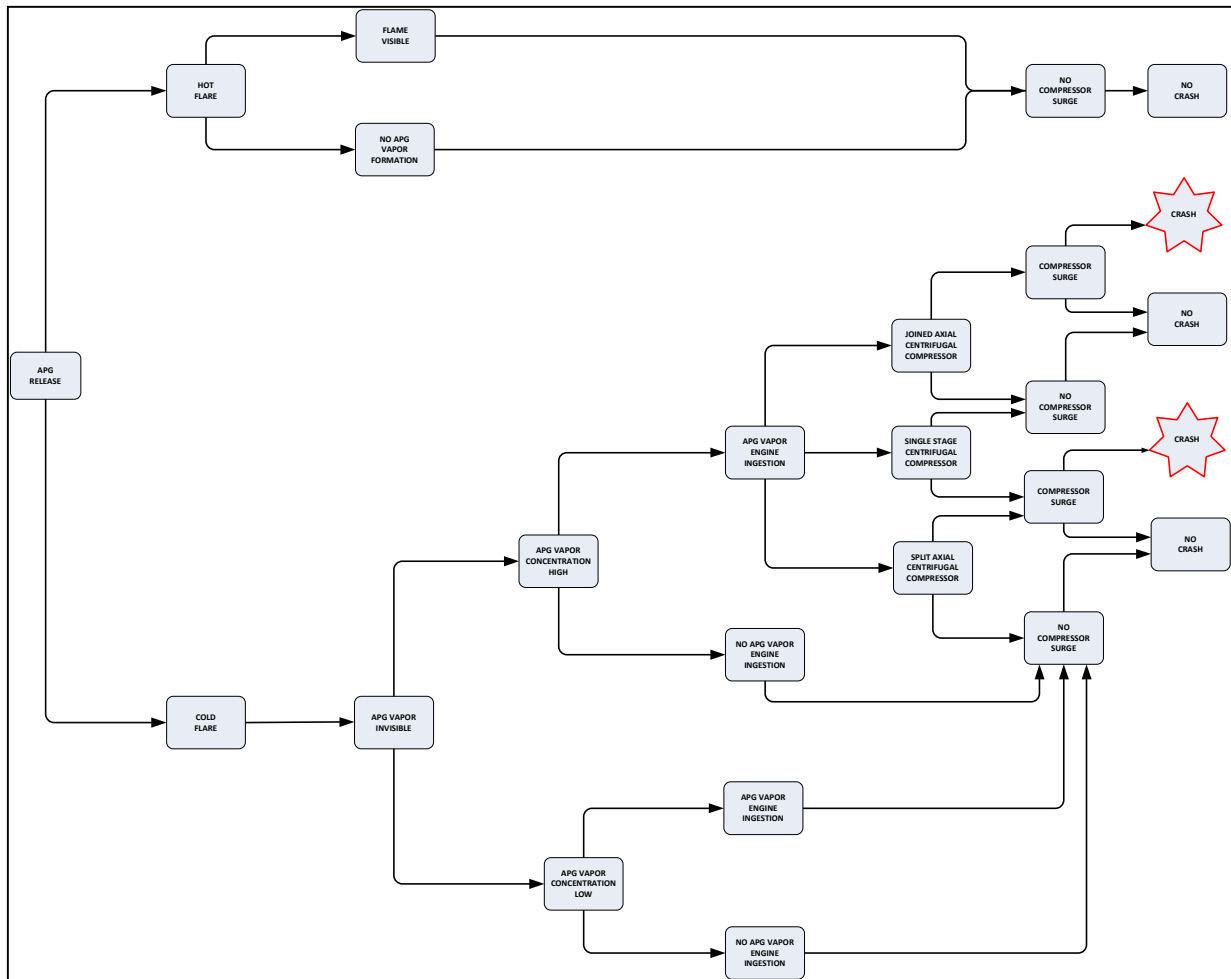 FLAME
VISIBLE
HOT
FLARE
NO
COMPRESSOR
SURGE
NO
CRASH
NO APG
VAPOR
FORMATION
CRASH
COMPRESSOR
SURGE
NO
CRASH
JOINED AXIAL
CENTRIFUGAL
COMPRESSOR
APG
RELEASE
NO
COMPRESSOR
SURGE
CRASH
APG VAPOR
ENGINE
INGESTION
SINGLE STAGE
CENTRIFUGAL
COMPRESSOR
COMPRESSOR
SURGE
NO
CRASH
APG VAPOR
CONCENTRATION
HIGH
SPLIT AXIAL
CENTRIFUGAL
COMPRESSOR
NO
COMPRESSOR
SURGE
NO APG VAPOR
ENGINE
INGESTION
COLD
FLARE
APG VAPOR
INVISIBLE
APG VAPOR
ENGINE
INGESTION
APG VAPOR
CONCENTRATION
LOW
NO APG VAPOR
ENGINE
INGESTION